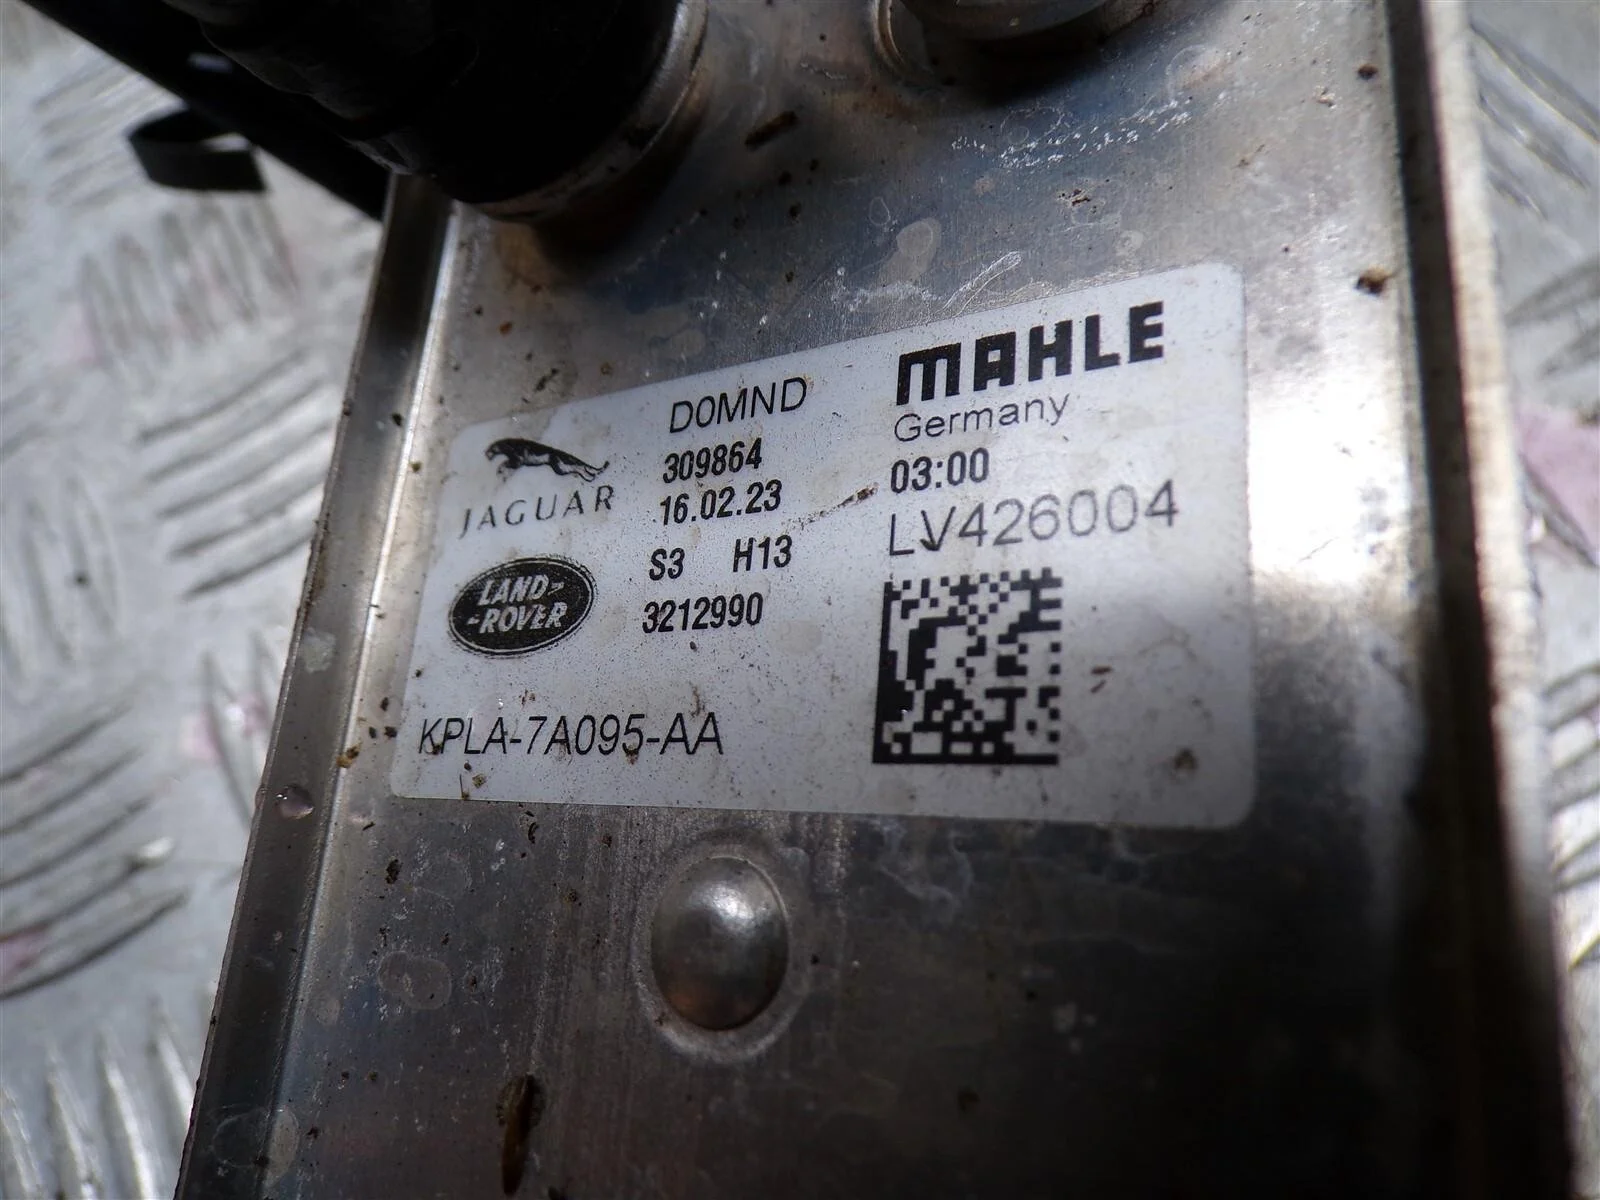 JAGUAR
LAND-
-ROVER
D0MND
309864
16.02.23
S3 H13
3212990
MAHLE
Germany
03:00
LV426004
KPLA-7A095-AA